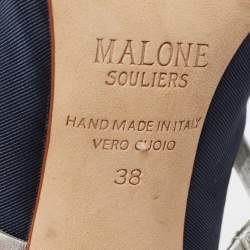 MALONE
SOULIERS
HAND MADE IN ITALY
VERO CUOIO
38